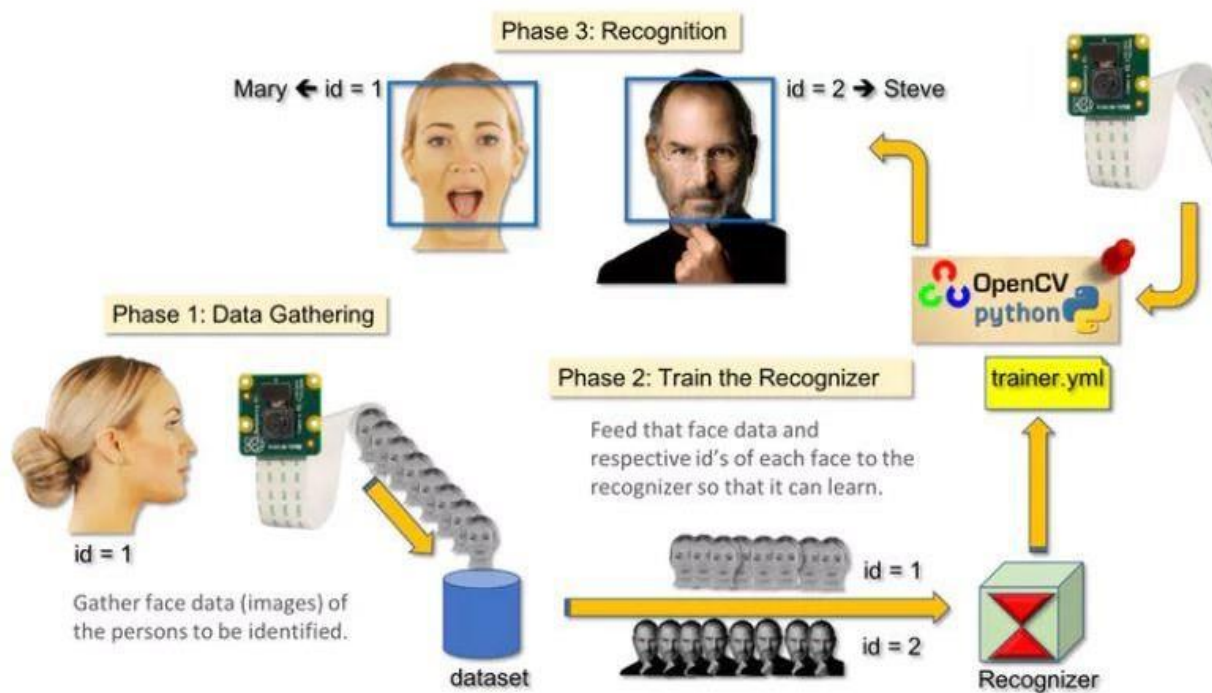 Phase 3: Recognition
Mary ← id = 1
id = 2 → Steve
OpenCV
python
Phase 1: Data Gathering
trainer.yml
Phase 2: Train the Recognizer
Feed that face data and
respective id's of each face to the
recognizer so that it can learn.
id = 1
Gather face data (images) of
the persons to be identified.
id = 1
id = 2
dataset
Recognizer